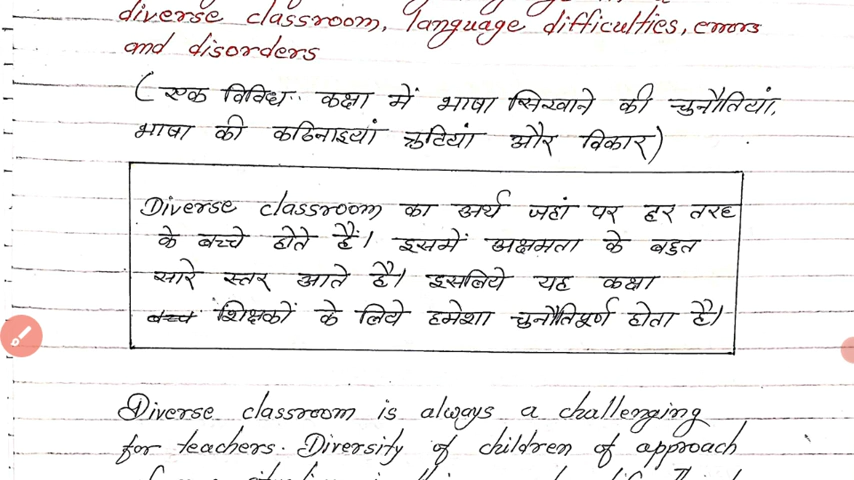 diverse classroom, language difficulties, errors
and disorders
(एक विविध कक्षा में भाषा सिखाने की चुनौतियां,
भाषा की कठिनाइयां त्रुटियां और विकार)
Diverse classroom का अर्थ जहां पर हर तरह
के बच्चे होते हैं। इसमें अक्षमता के बहुत
सारे स्तर आते है। इसलिये यह कक्षा
शिक्षकों के लिये हमेशा चुनौतिपूर्ण होता है।
Diverse classroom is always a challenging
for teachers. Diversity of children of approach